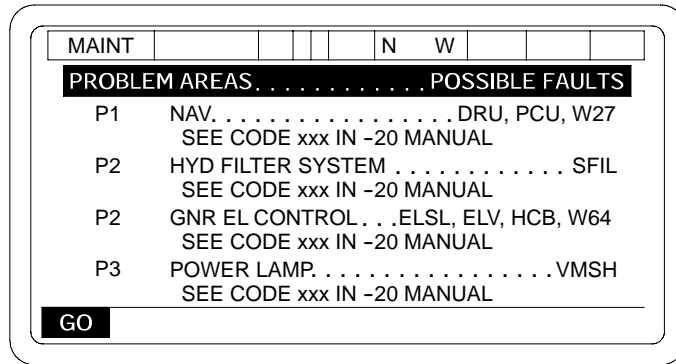 MAINT N W
PROBLEM AREAS. . . . . . . . . . . . . POSSIBLE FAULTS
P1 NAV. . . . . . . . . . . . . . . . . . DRU, PCU, W27
SEE CODE xxx IN -20 MANUAL
P2 HYD FILTER SYSTEM . . . . . . . . . . . . . SFIL
SEE CODE xxx IN -20 MANUAL
P2 GNR EL CONTROL. . . ELSL, ELV, HCB, W64
SEE CODE xxx IN -20 MANUAL
P3 POWER LAMP. . . . . . . . . . . . . . . . . . VMSH
SEE CODE xxx IN -20 MANUAL
GO